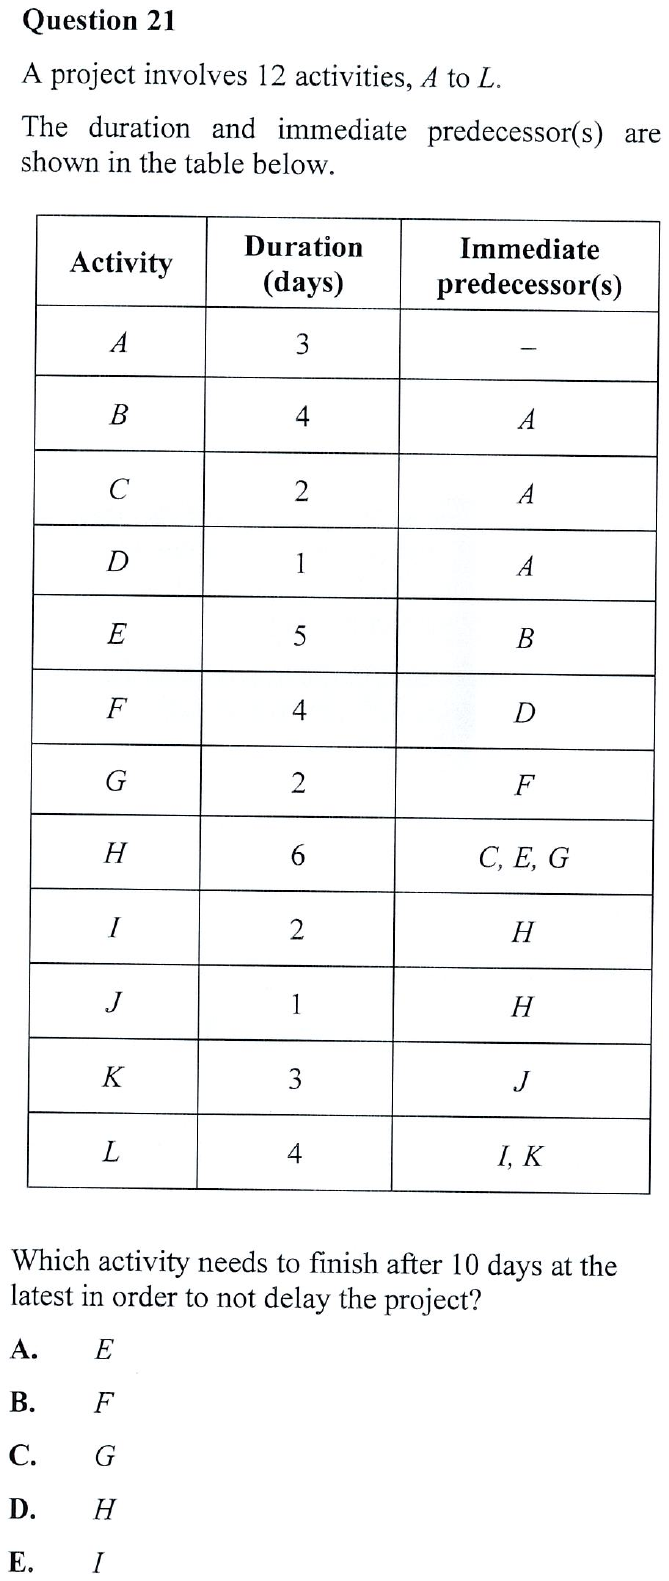 Question 21
A project involves 12 activities, A to L.
The duration and immediate predecessor(s) are
shown in the table below.
Activity Duration (days) Immediate predecessor(s)
A 3 –
B 4 A
C 2 A
D 1 A
E 5 B
F 4 D
G 2 F
H 6 C, E, G
I 2 H
J 1 H
K 3 J
L 4 I, K
Which activity needs to finish after 10 days at the
latest in order to not delay the project?
A. E
B. F
C. G
D. H
E. I